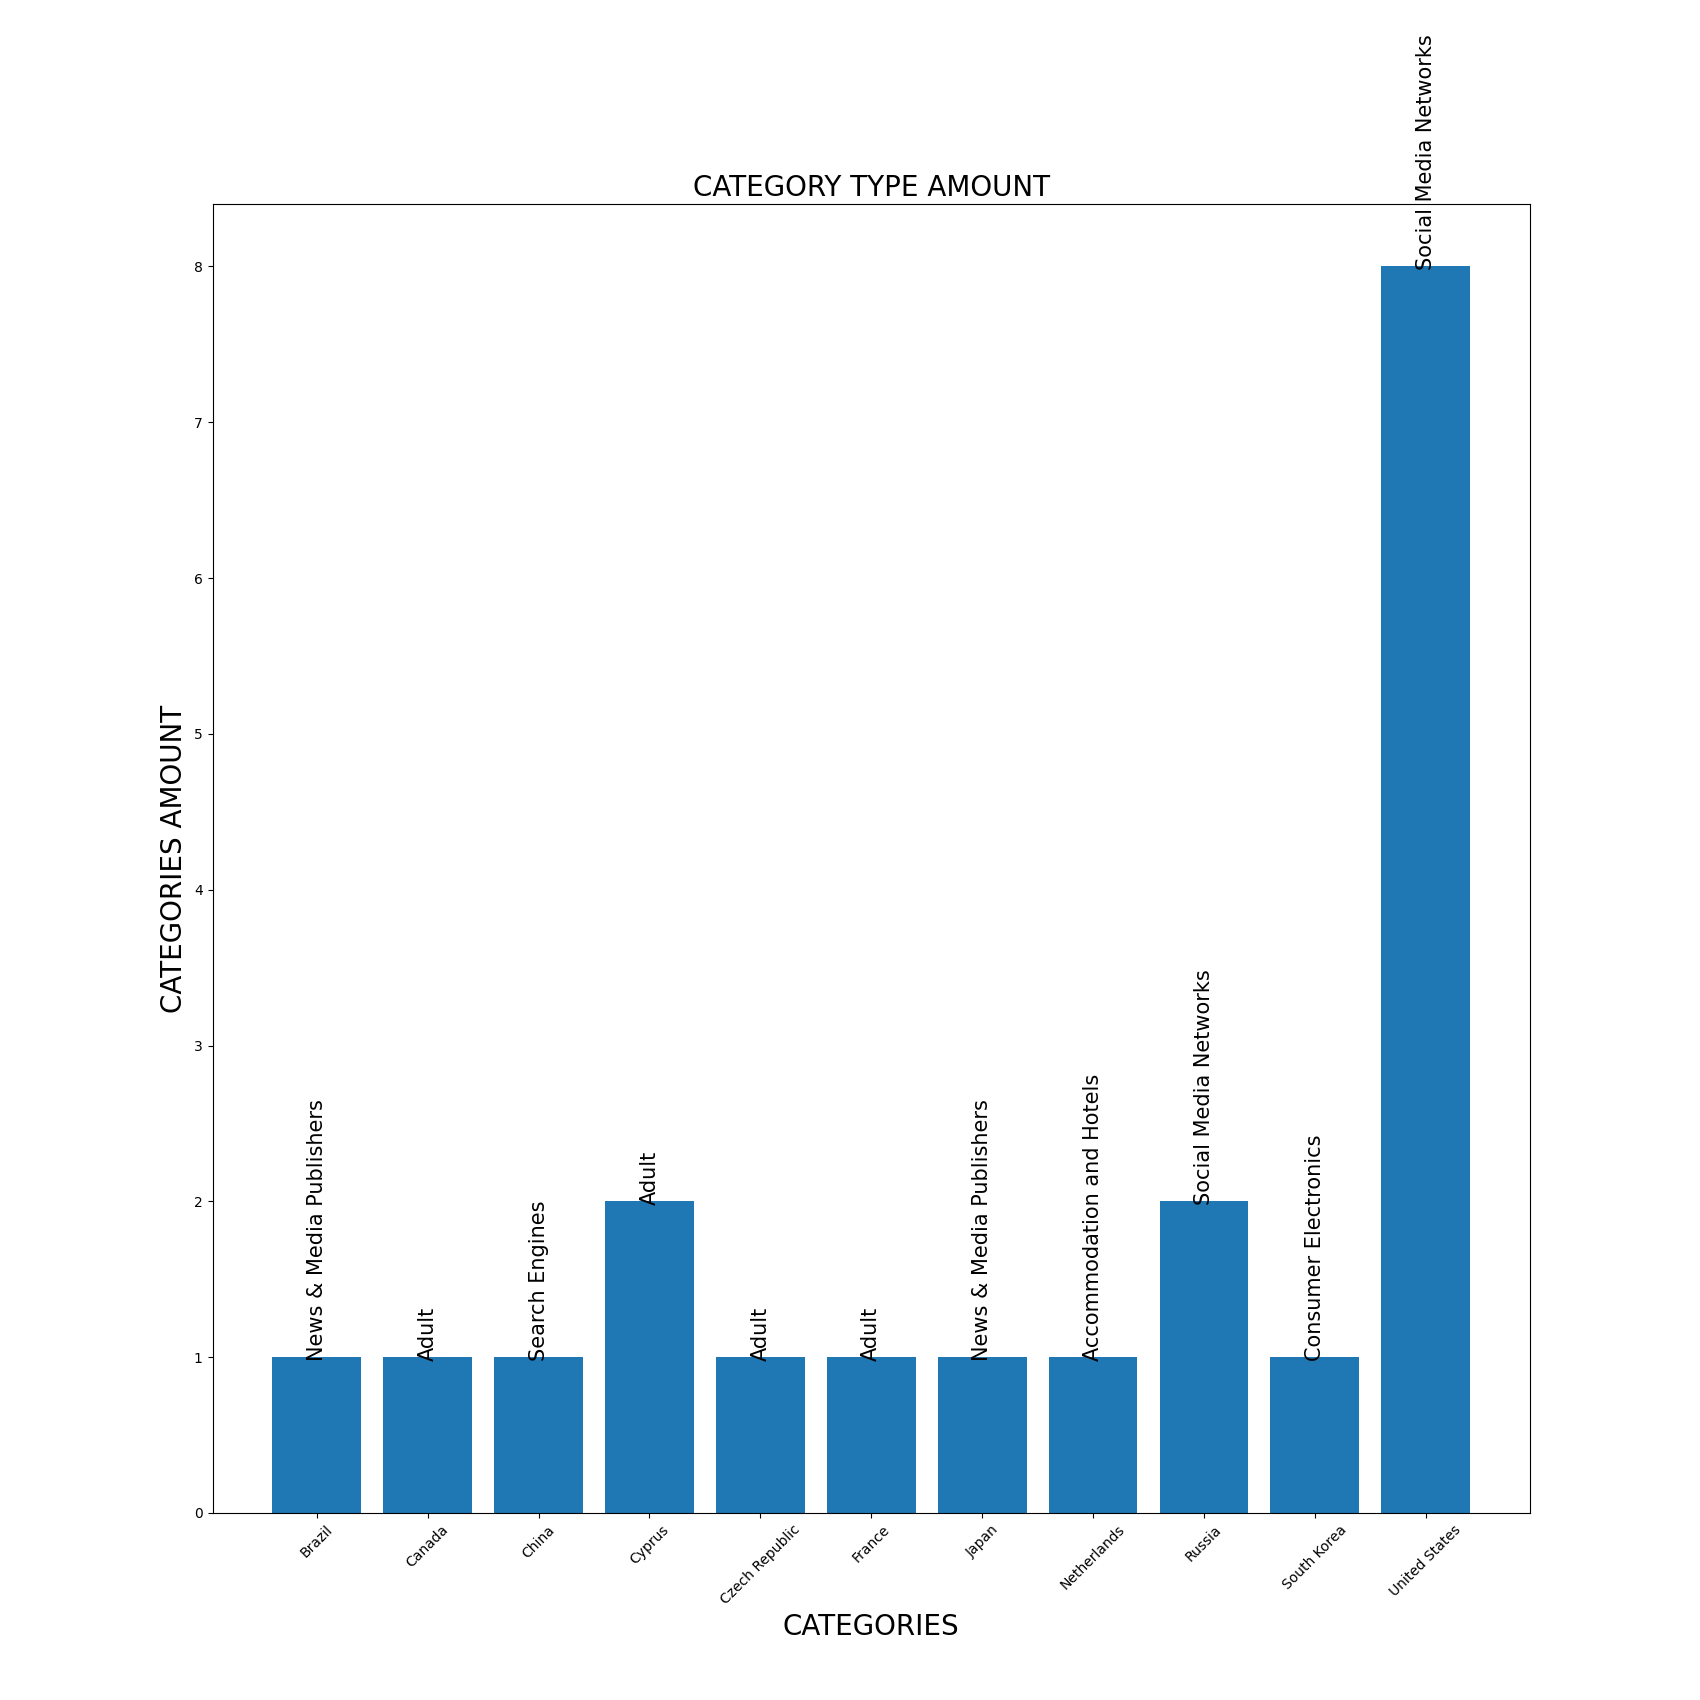 CATEGORY TYPE AMOUNT
CATEGORIES AMOUNT
8
7
6
5
4
3
2
1
0
News & Media Publishers
Adult
Search Engines
Adult
Adult
Adult
News & Media Publishers
Accommodation and Hotels
Social Media Networks
Consumer Electronics
Social Media Networks
Brazil
Canada
China
Cyprus
Czech Republic
France
Japan
Netherlands
Russia
South Korea
United States
CATEGORIES